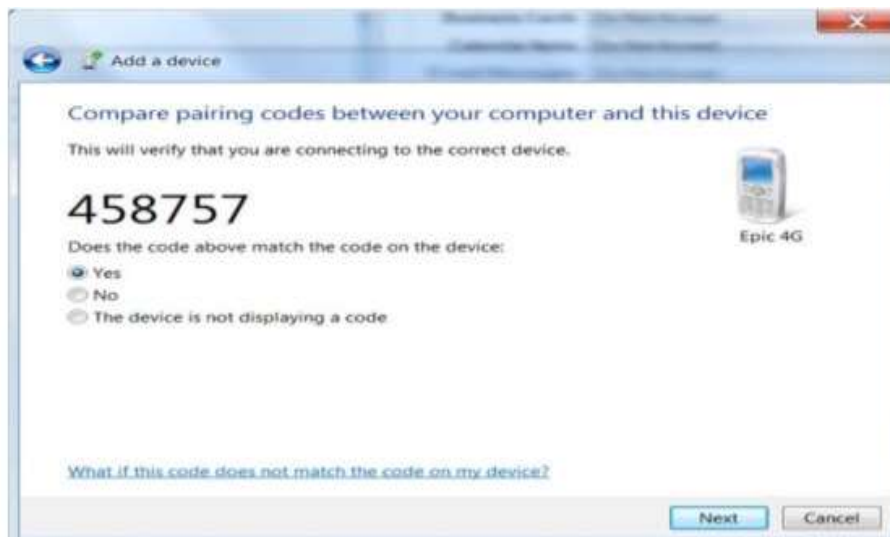 Add a device
Compare pairing codes between your computer and this device
This will verify that you are connecting to the correct device.
458757
Epic 4G
Does the code above match the code on the device:
Yes
No
The device is not displaying a code
What if this code does not match the code on my device?
Next
Cancel